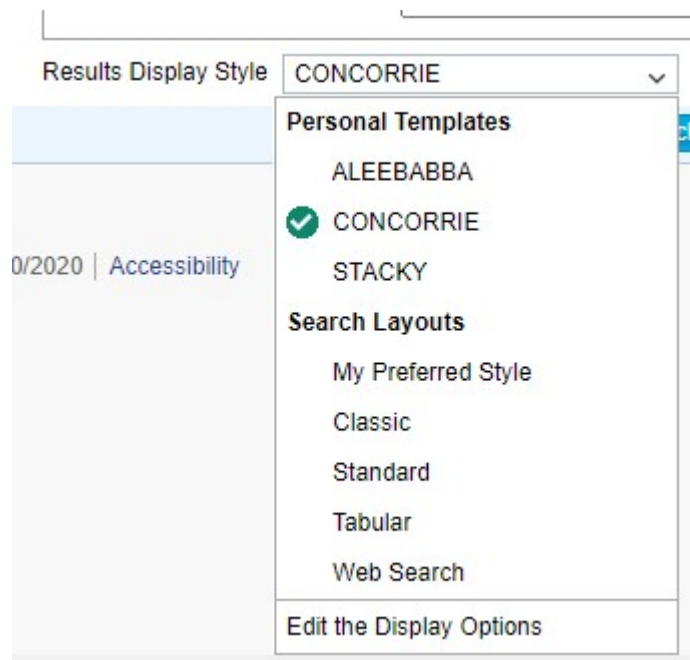 Results Display Style CONCORRIE
Personal Templates
ALEEBABBA
CONCORRIE
0/2020 | Accessibility
STACKY
Search Layouts
My Preferred Style
Classic
Standard
Tabular
Web Search
Edit the Display Options